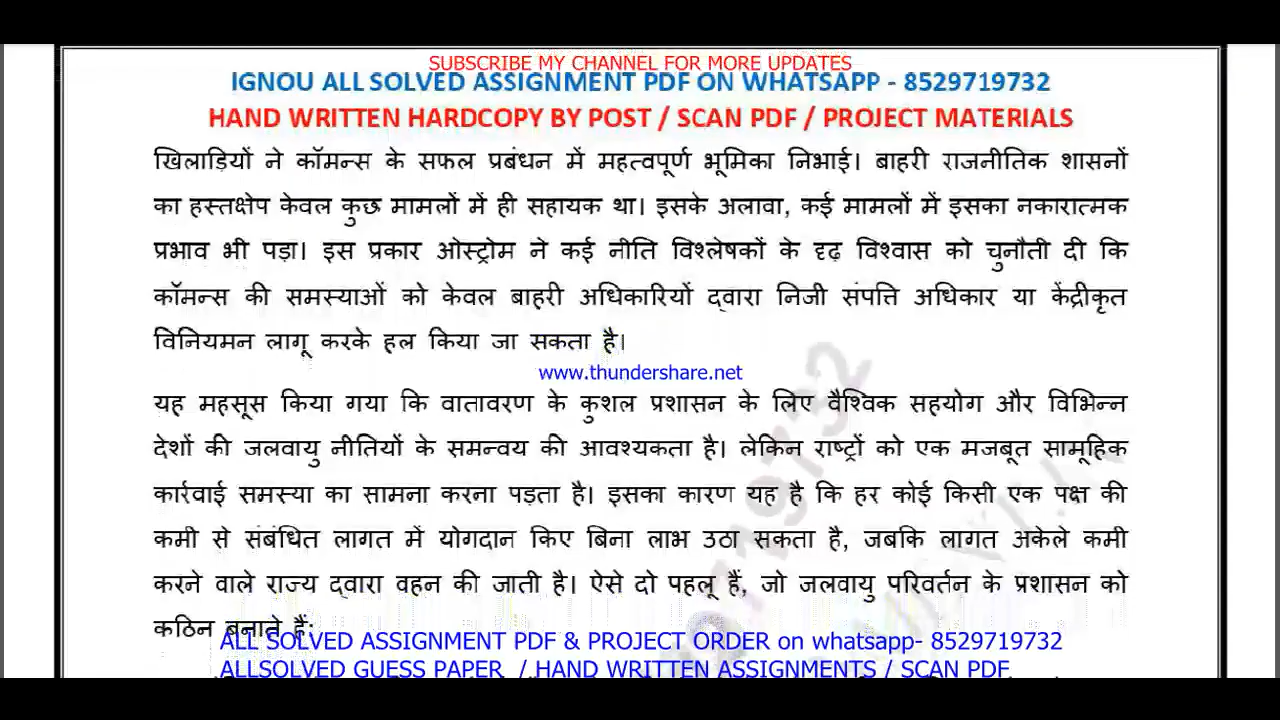 SUBSCRIBE MY CHANNEL FOR MORE UPDATES
IGNOU ALL SOLVED ASSIGNMENT PDF ON WHATSAPP - 8529719732
HAND WRITTEN HARDCOPY BY POST / SCAN PDF / PROJECT MATERIALS
खिलाड़ियों ने कॉमन्स के सफल प्रबंधन में महत्वपूर्ण भूमिका निभाई। बाहरी राजनीतिक शासनों
का हस्तक्षेप केवल कुछ मामलों में ही सहायक था। इसके अलावा, कई मामलों में इसका नकारात्मक
प्रभाव भी पड़ा। इस प्रकार ओस्ट्रोम ने कई नीति विश्लेषकों के दृढ़ विश्वास को चुनौती दी कि
कॉमन्स की समस्याओं को केवल बाहरी अधिकारियों द्वारा निजी संपत्ति अधिकार या केंद्रीकृत
विनियमन लागू करके हल किया जा सकता है।
www.thundershare.net
यह महसूस किया गया कि वातावरण के कुशल प्रशासन के लिए वैश्विक सहयोग और विभिन्न
देशों की जलवायु नीतियों के समन्वय की आवश्यकता है। लेकिन राष्ट्रों को एक मजबूत सामूहिक
कार्रवाई समस्या का सामना करना पड़ता है। इसका कारण यह है कि हर कोई किसी एक पक्ष की
कमी से संबंधित लागत में योगदान किए बिना लाभ उठा सकता है, जबकि लागत अकेले कमी
करने वाले राज्य द्वारा वहन की जाती है। ऐसे दो पहलू हैं, जो जलवायु परिवर्तन के प्रशासन को
कठिन बनाते हैं:
ALL SOLVED ASSIGNMENT PDF & PROJECT ORDER on whatsapp- 8529719732
ALLSOLVED GUESS PAPER / HAND WRITTEN ASSIGNMENTS / SCAN PDF